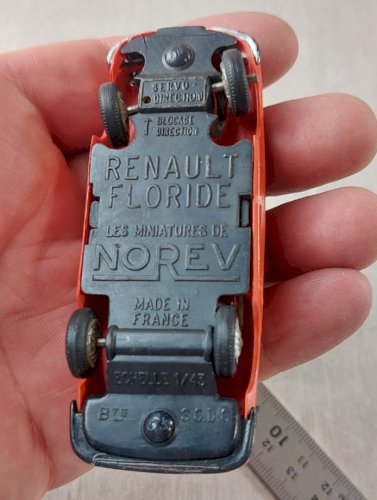 SERVO
DIRECTION
↑ BLOCAGE
DIRECTION
RENAULT
FLORIDE
LES MINIATURES DE
NOREV
MADE IN
FRANCE
ECHELLE 1/43
BTE S.G.D.G.
10
11
12
13